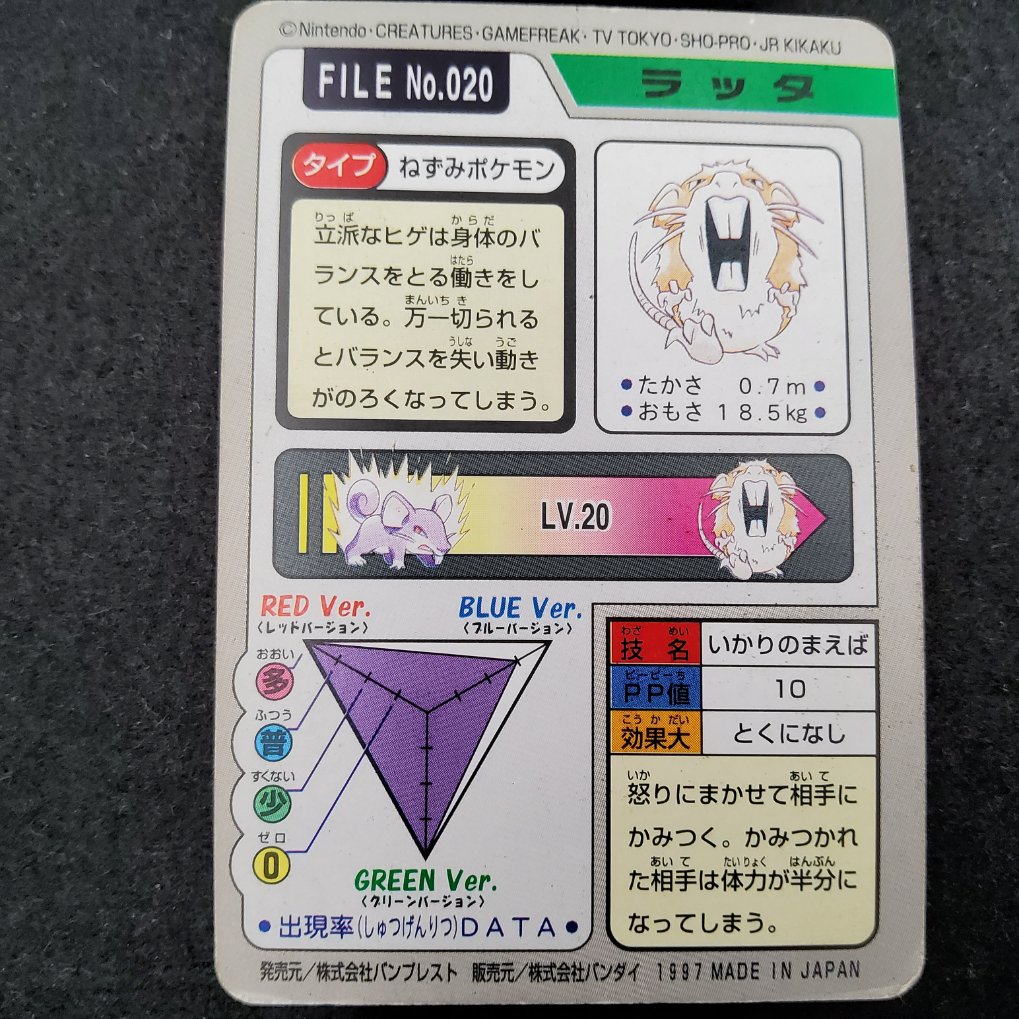 ©Nintendo・CREATURES・GAMEFREAK・TV TOKYO・SHO-PRO・JR KIKAKU
FILE No.020
ラッタ
タイプ ねずみポケモン
りっぱ からだ
立派なヒゲは身体のバ
はたら
ランスをとる働きをし
まんいち き
ている。万一切られる
うしな うご
とバランスを失い動き
がのろくなってしまう。
●たかさ 0.7m●
●おもさ 18.5kg●
LV.20
RED Ver.
〈レッドバージョン〉
BLUE Ver.
〈ブルーバージョン〉
おおい
多
ふつう
普
すくない
少
ゼロ
0
GREEN Ver.
〈グリーンバージョン〉
●出現率(しゅつげんりつ)DATA●
わざ めい
技名 いかりのまえば
ピーピーち
PP値 10
こうかだい
効果大 とくになし
いか あいて
怒りにまかせて相手に
かみつく。かみつかれ
あいて たいりょく はんぶん
た相手は体力が半分に
なってしまう。
発売元/株式会社バンプレスト 販売元/株式会社バンダイ 1997 MADE IN JAPAN